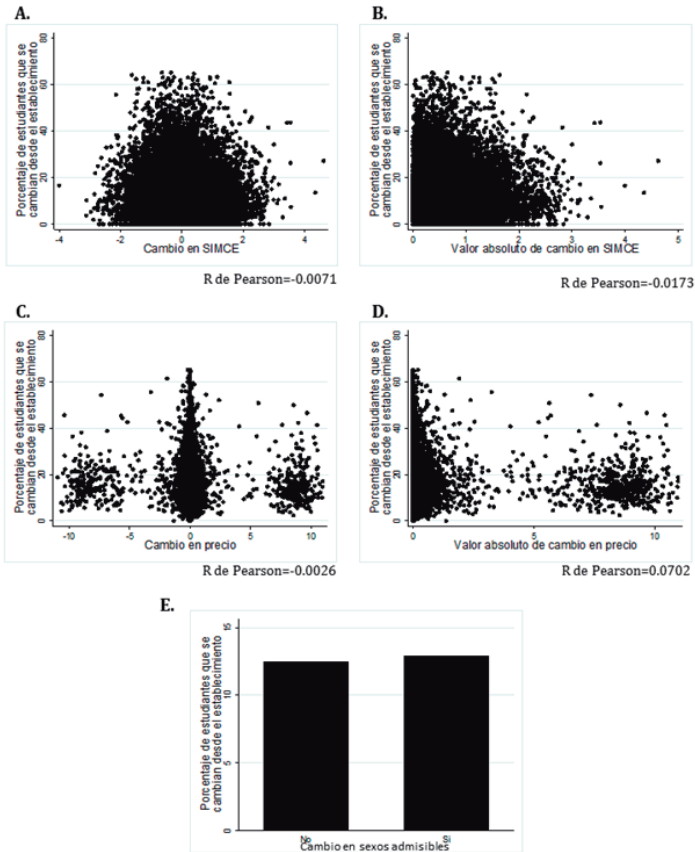 A.
Porcentaje de estudiantes que se
cambian desde el establecimiento
80
60
40
20
0
-4
-2
0
2
4
Cambio en SIMCE
R de Pearson=-0.0071
B.
Porcentaje de estudiantes que se
cambian desde el establecimiento
80
60
40
20
0
0
1
2
3
4
5
Valor absoluto de cambio en SIMCE
R de Pearson=-0.0173
C.
Porcentaje de estudiantes que se
cambian desde el establecimiento
80
60
40
20
0
-10
-5
0
5
10
Cambio en precio
R de Pearson=-0.0026
D.
Porcentaje de estudiantes que se
cambian desde el establecimiento
80
60
40
20
0
0
5
10
Valor absoluto de cambio en precio
R de Pearson=0.0702
E.
Porcentaje de estudiantes que se
cambian desde el establecimiento
15
10
5
0
No
Si
Cambio en sexos admisibles